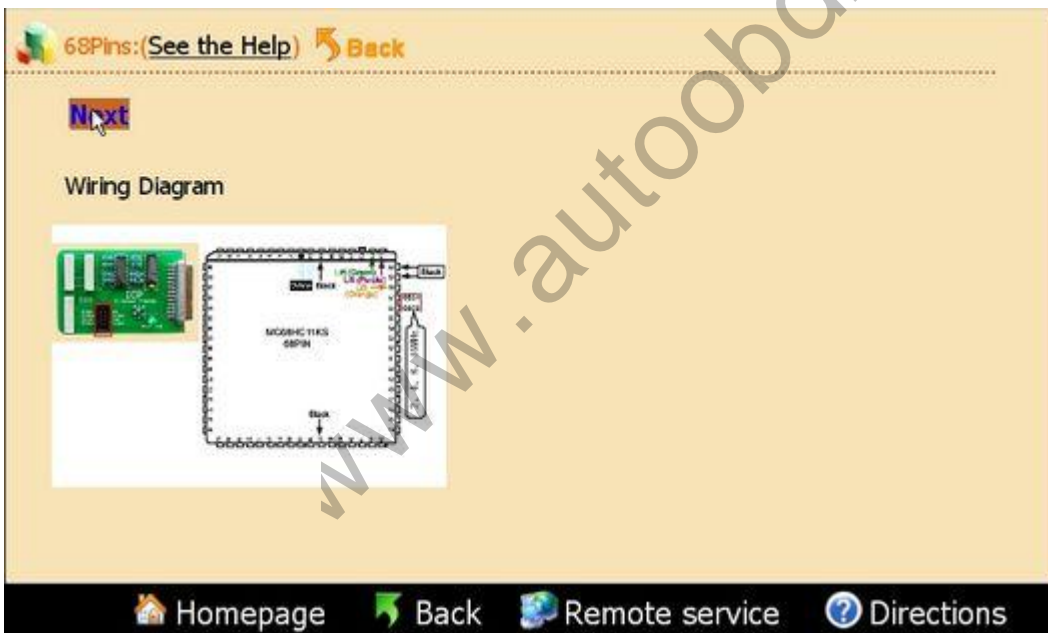 68Pins:(See the Help) Back
Next
Wiring Diagram
ICP
Black
Black
68PIN
Black
www.autoobd
Homepage Back Remote service Directions